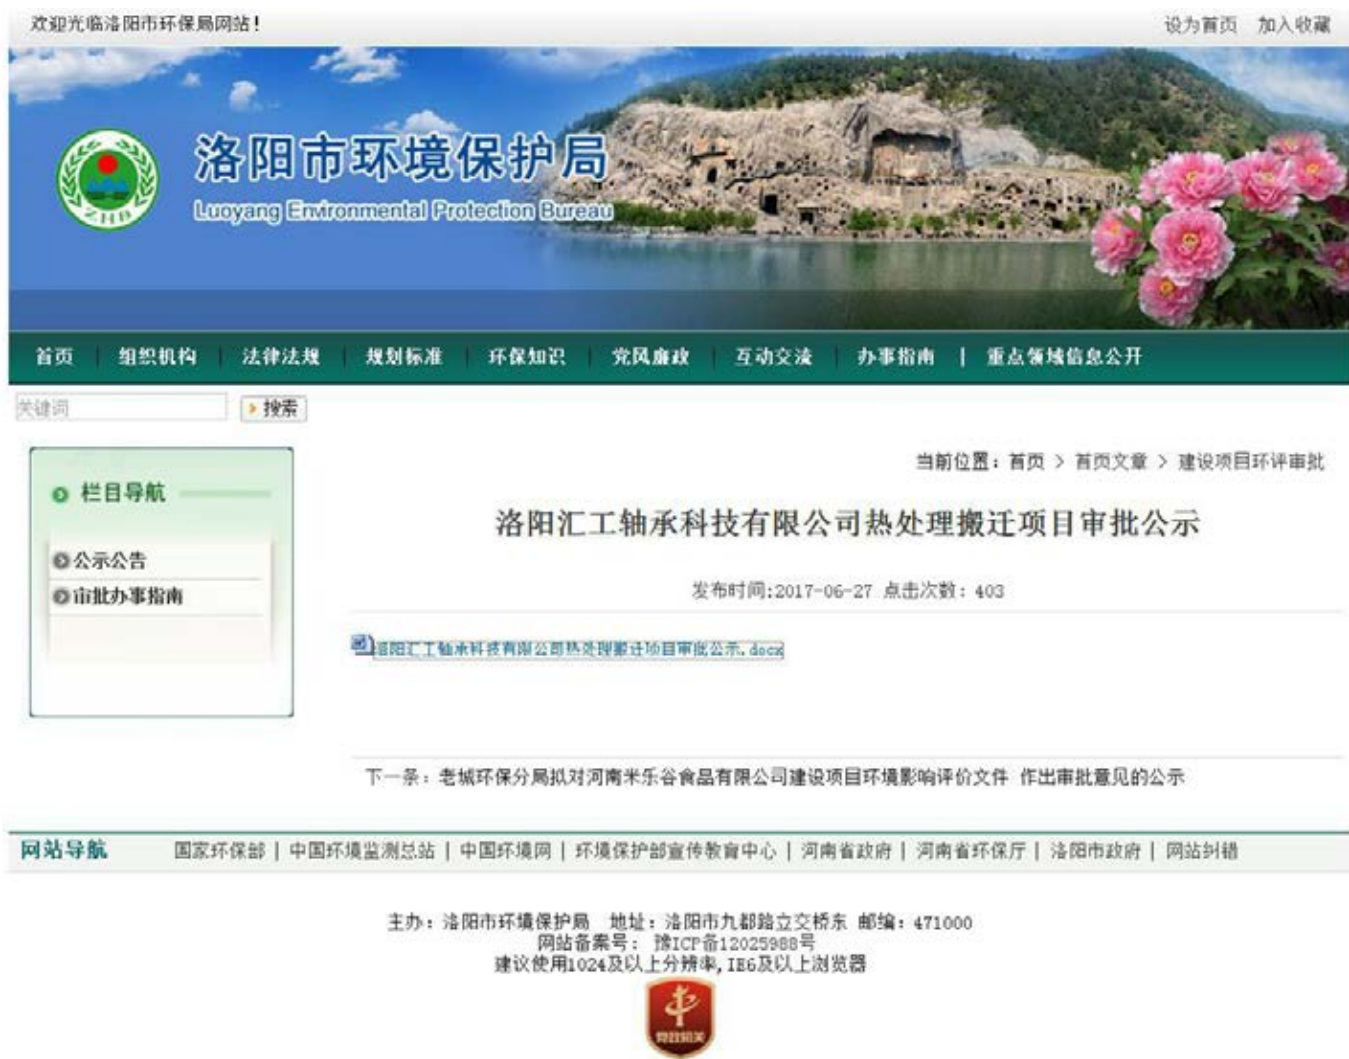 欢迎光临洛阳市环保局网站！ 设为首页 加入收藏
洛阳市环境保护局
Luoyang Environmental Protection Bureau
ZHB
首页 组织机构 法律法规 规划标准 环保知识 党风廉政 互动交流 办事指南 | 重点领域信息公开
关键词 搜索
当前位置：首页 > 首页文章 > 建设项目环评审批
栏目导航
公示公告
审批办事指南
洛阳汇工轴承科技有限公司热处理搬迁项目审批公示
发布时间:2017-06-27 点击次数：403
洛阳汇工轴承科技有限公司热处理搬迁项目审批公示.docx
下一条：老城环保分局拟对河南米乐谷食品有限公司建设项目环境影响评价文件 作出审批意见的公示
网站导航 国家环保部 | 中国环境监测总站 | 中国环境网 | 环境保护部宣传教育中心 | 河南省政府 | 河南省环保厅 | 洛阳市政府 | 网站纠错
主办：洛阳市环境保护局 地址：洛阳市九都路立交桥东 邮编：471000
网站备案号： 豫ICP备12025988号
建议使用1024及以上分辨率,IE6及以上浏览器
党政机关